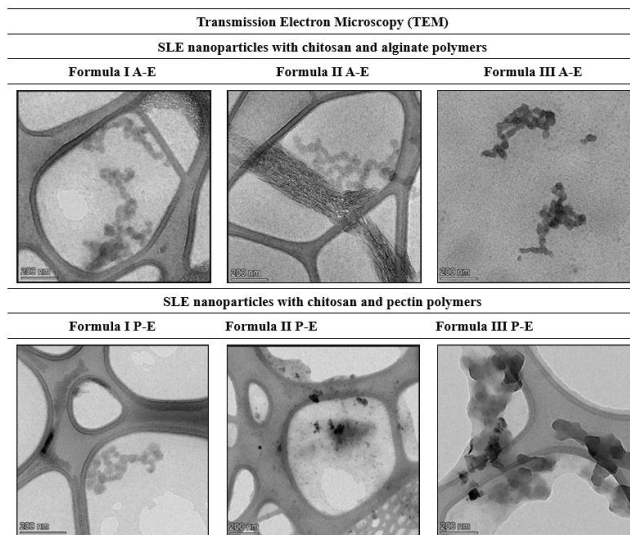 Transmission Electron Microscopy (TEM)
SLE nanoparticles with chitosan and alginate polymers
Formula I A-E Formula II A-E Formula III A-E
200 nm 200 nm 200 nm
SLE nanoparticles with chitosan and pectin polymers
Formula I P-E Formula II P-E Formula III P-E
200 nm 200 nm 200 nm